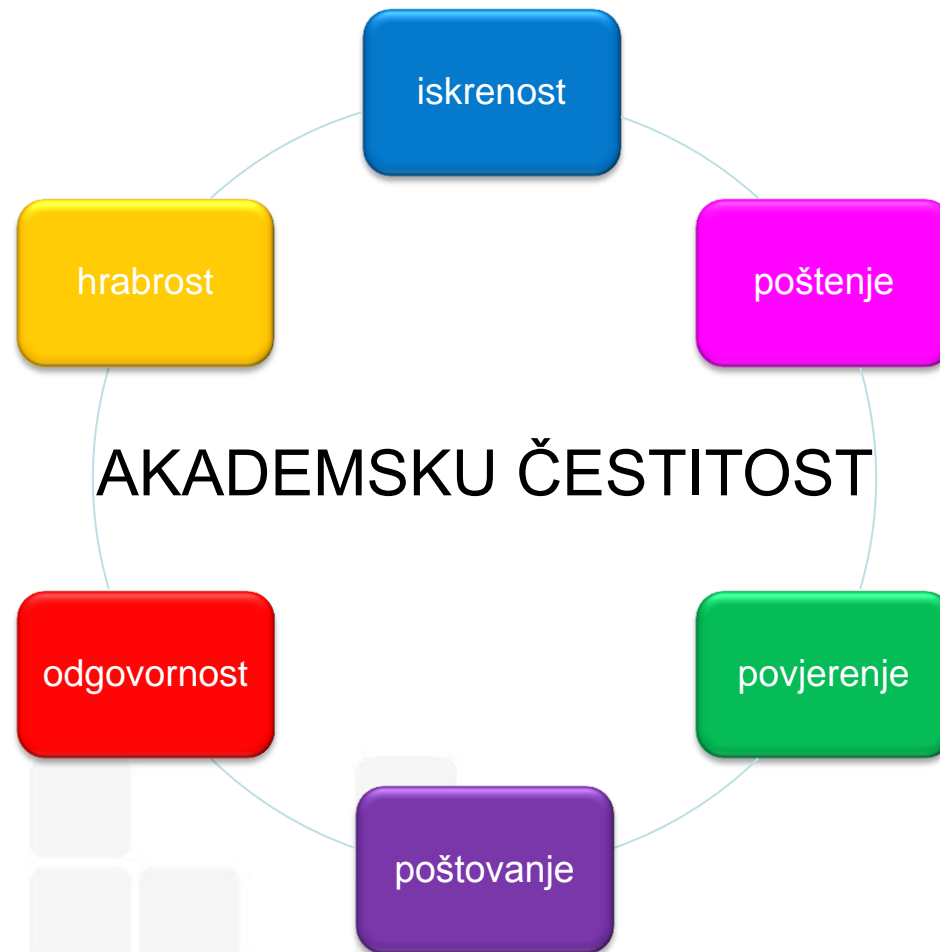 iskrenost
hrabrost
poštenje
AKADEMSKU ČESTITOST
odgovornost
povjerenje
poštovanje